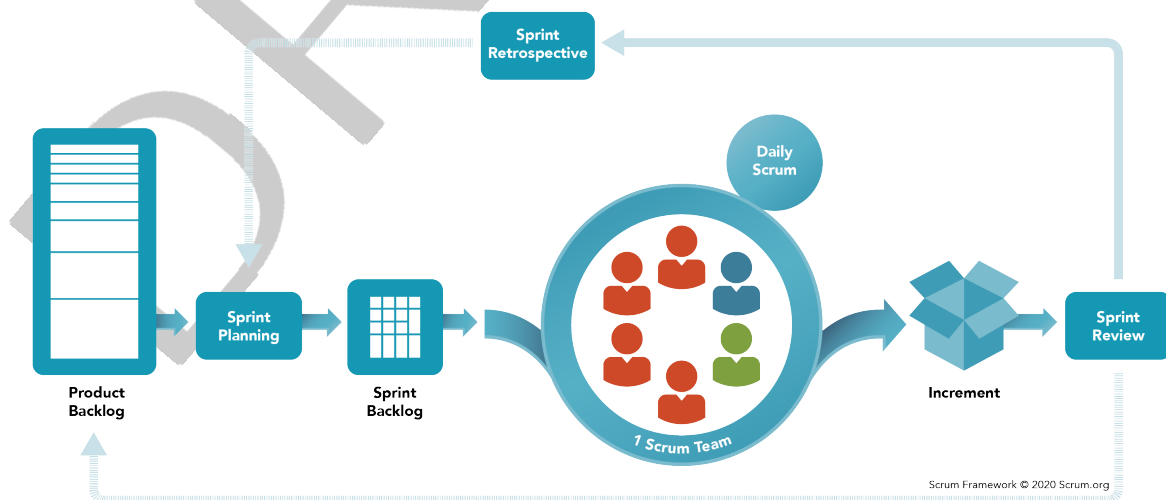 Sprint
Retrospective
Daily
Scrum
Sprint
Planning
Sprint
Review
Product
Backlog
Sprint
Backlog
1 Scrum Team
Increment
Scrum Framework © 2020 Scrum.org